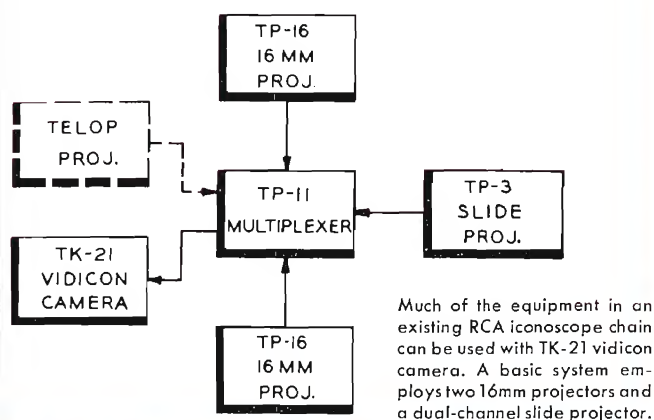 TP-16
16 MM
PROJ.
TELOP
PROJ.
TP-11
MULTIPLEXER
TP-3
SLIDE
PROJ.
TK-21
VIDICON
CAMERA
TP-16
16 MM
PROJ.
Much of the equipment in an
existing RCA iconoscope chain
can be used with TK-21 vidicon
camera. A basic system em-
ploys two 16mm projectors and
a dual-channel slide projector.